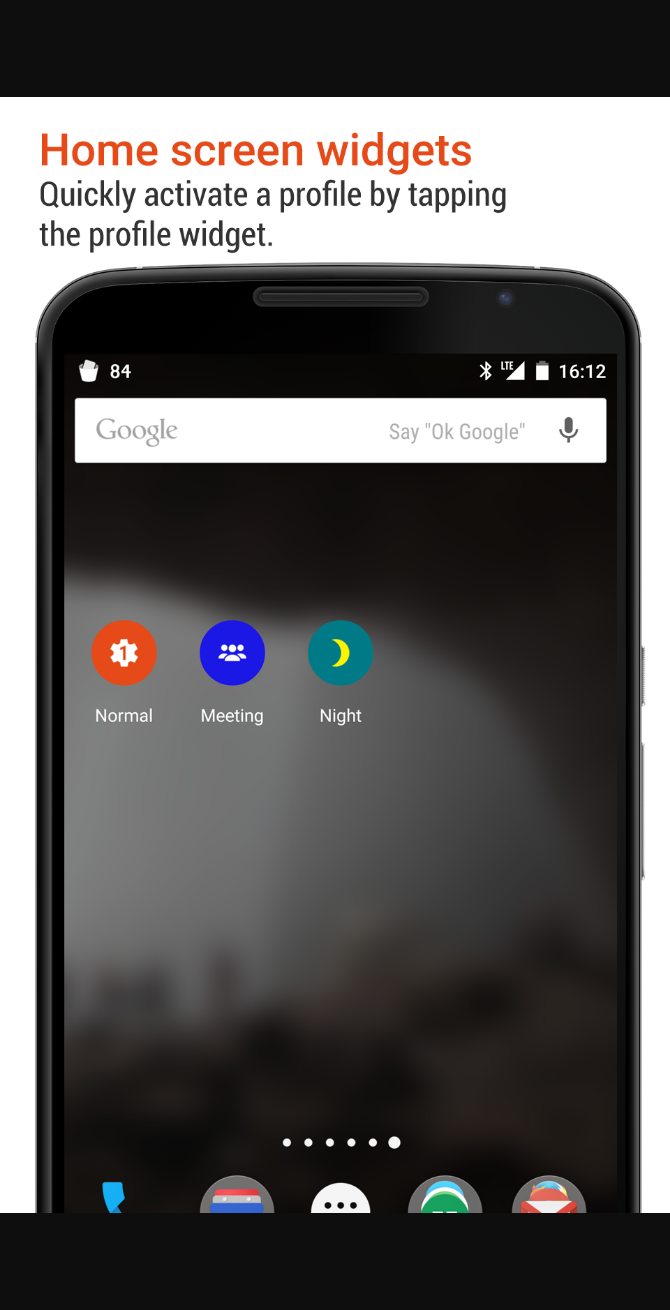 Home screen widgets
Quickly activate a profile by tapping
the profile widget.
84 LTE 16:12
Google Say "Ok Google"
1
Normal Meeting Night